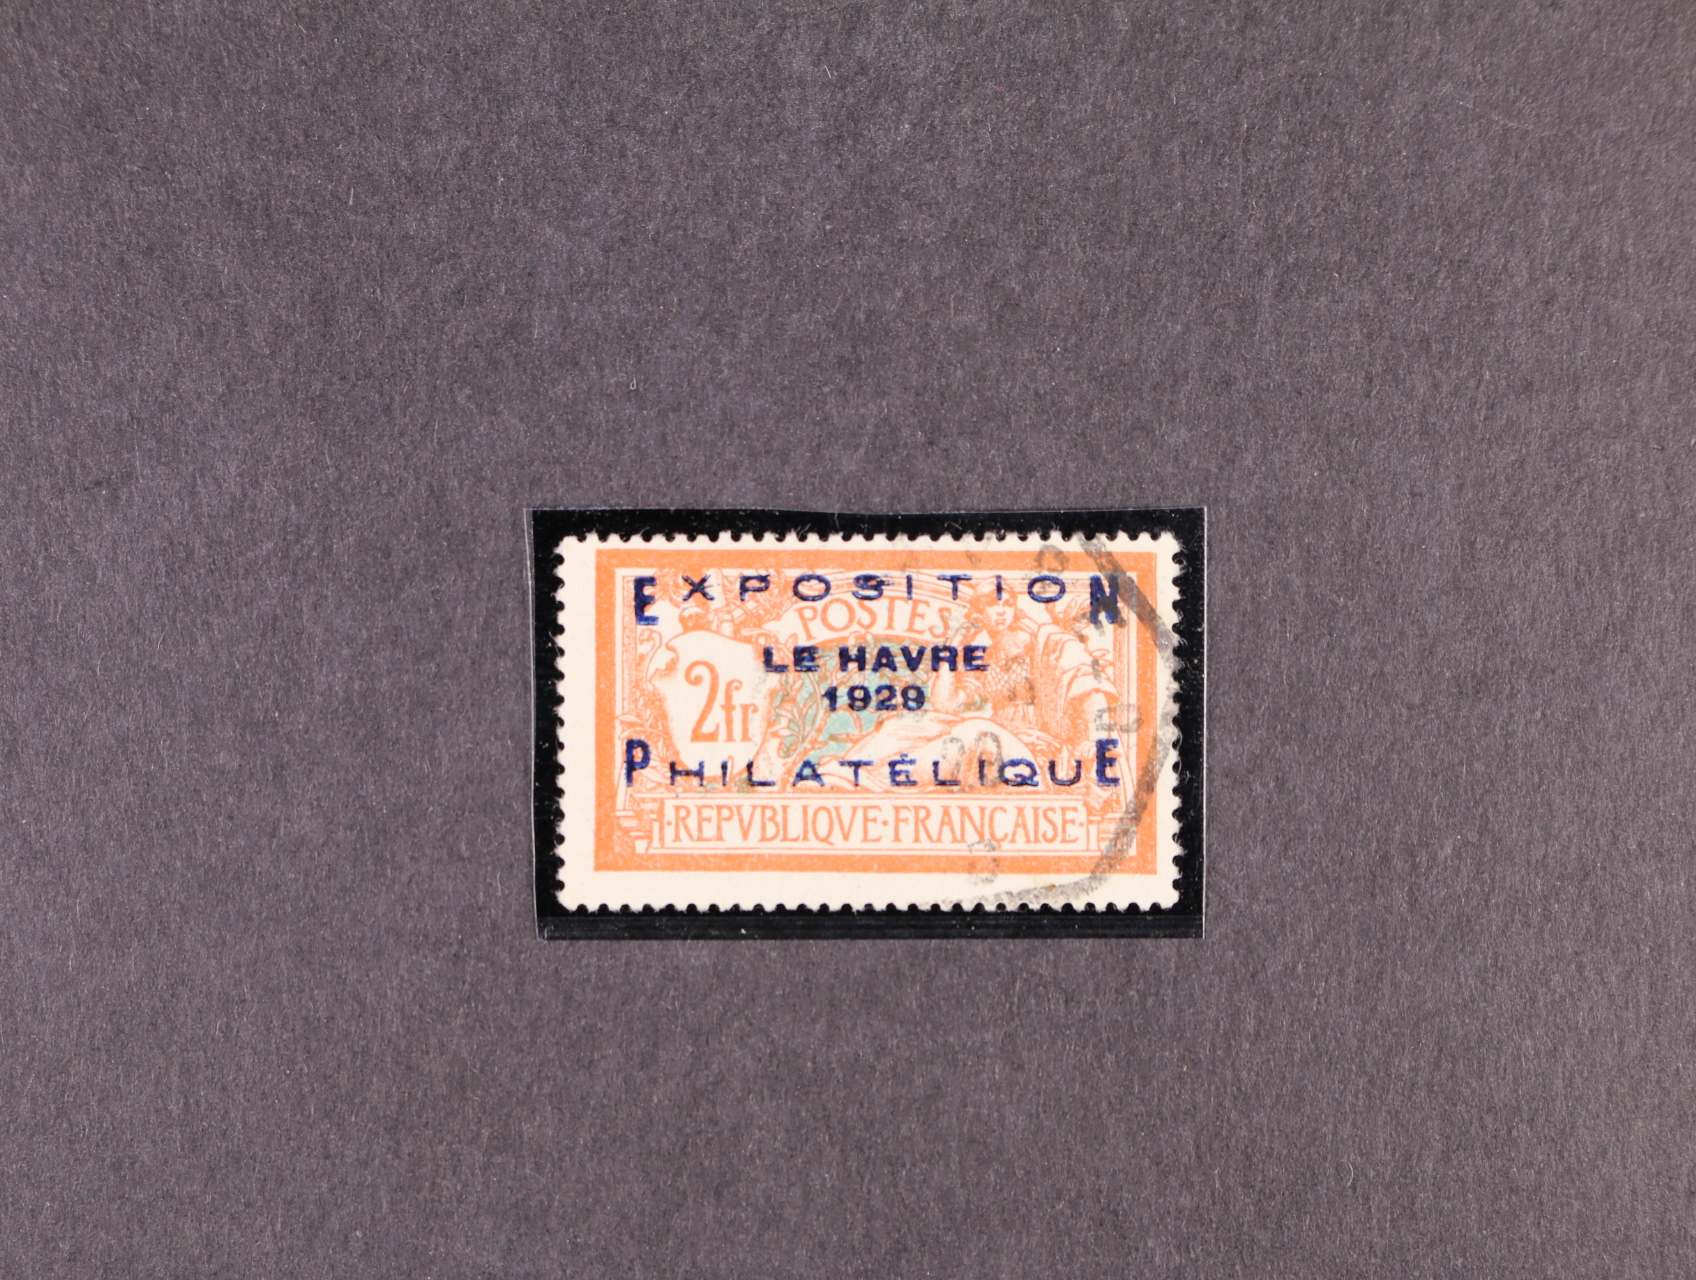 EXPOSITION
POSTES
2fr
LE HAVRE
1929
PHILATÉLIQUE
·REPVBLIQVE·FRANÇAISE·